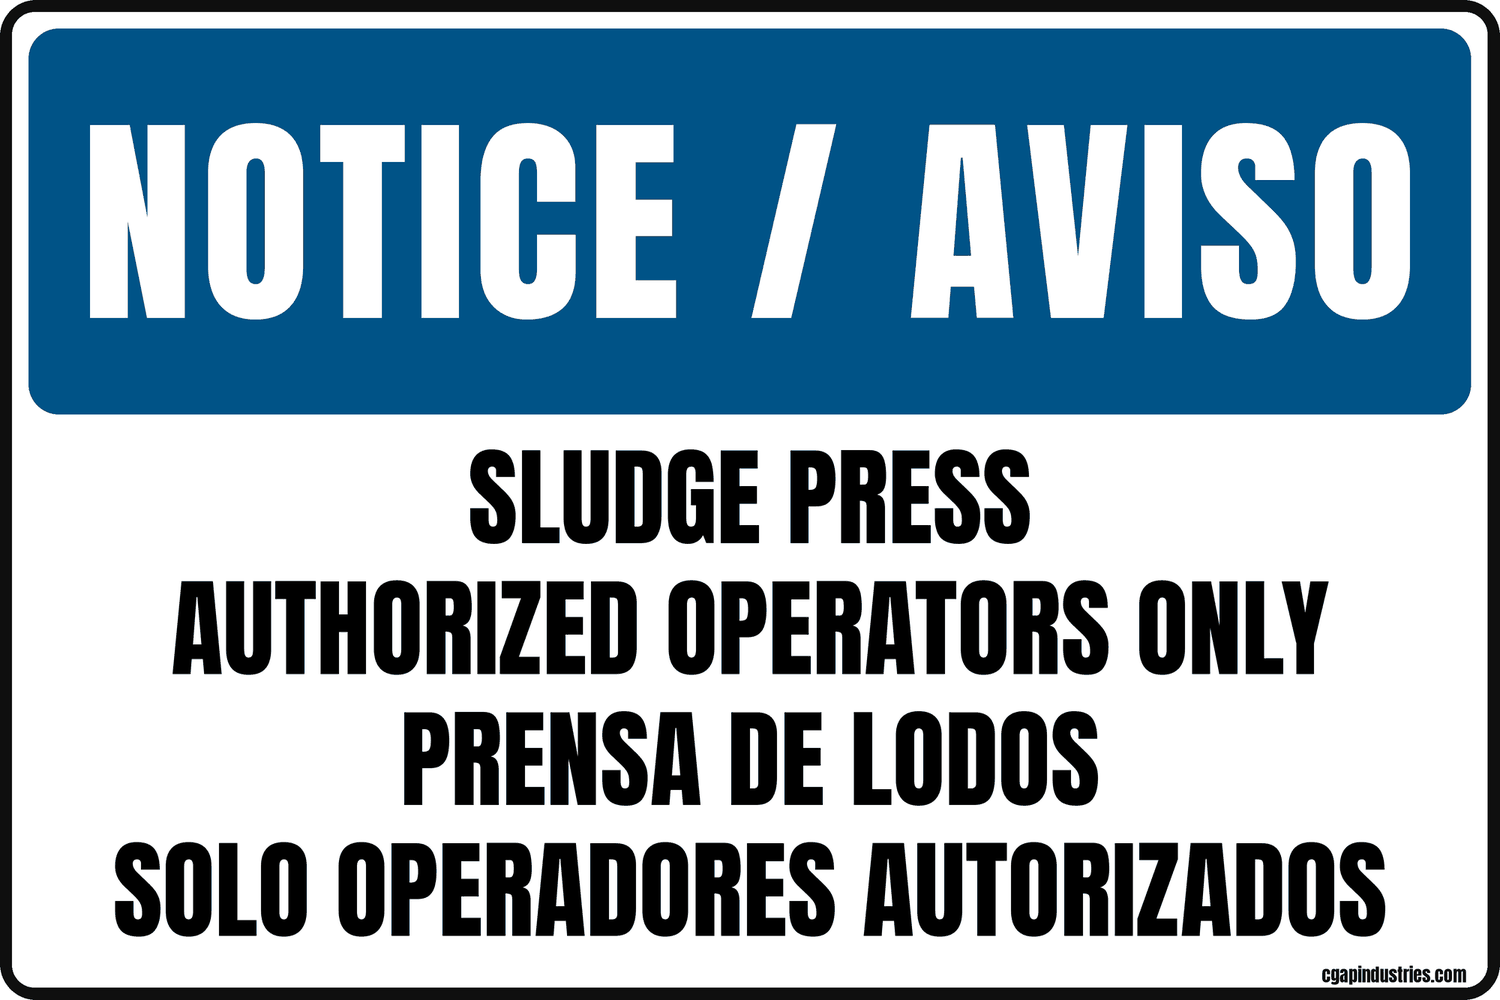 NOTICE / AVISO
SLUDGE PRESS
AUTHORIZED OPERATORS ONLY
PRENSA DE LODOS
SOLO OPERADORES AUTORIZADOS
cgapindustries.com